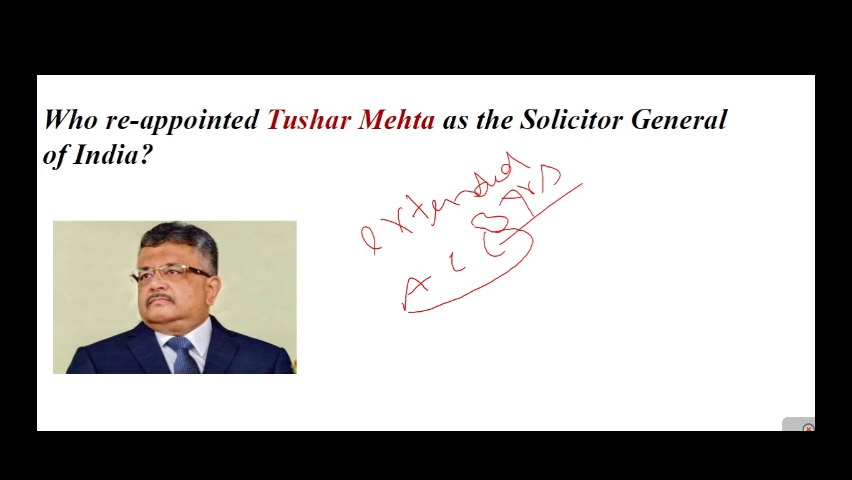 Who re-appointed Tushar Mehta as the Solicitor General
of India?
extended
3 yrs
A C C